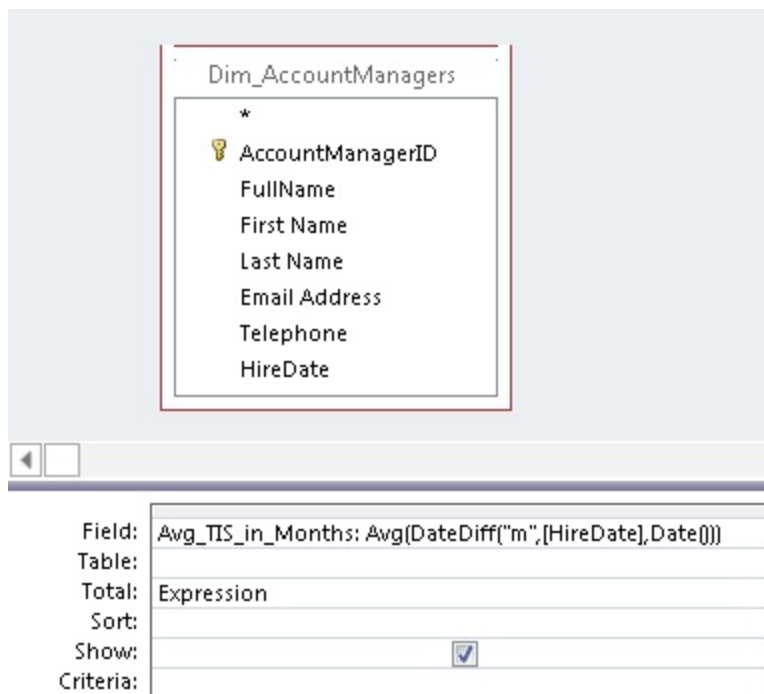 Dim_AccountManagers
*
AccountManagerID
FullName
First Name
Last Name
Email Address
Telephone
HireDate
Field: Avg_TIS_in_Months: Avg(DateDiff("m",[HireDate],Date()))
Table:
Total: Expression
Sort:
Show:
Criteria: